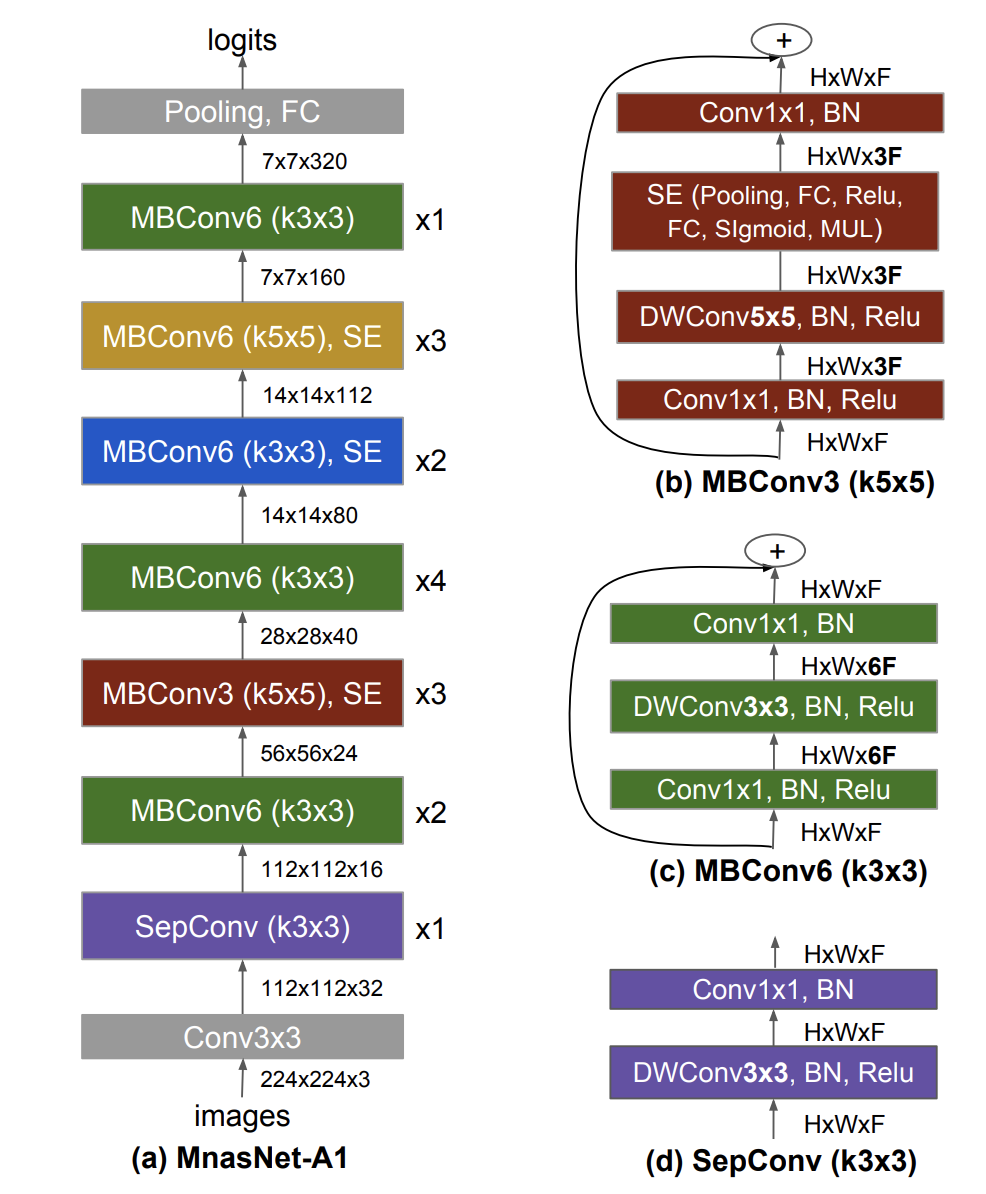 logits
Pooling, FC
7x7x320
MBConv6 (k3x3)
x1
7x7x160
MBConv6 (k5x5), SE
x3
14x14x112
MBConv6 (k3x3), SE
x2
14x14x80
MBConv6 (k3x3)
x4
28x28x40
MBConv3 (k5x5), SE
x3
56x56x24
MBConv6 (k3x3)
x2
112x112x16
SepConv (k3x3)
x1
112x112x32
Conv3x3
224x224x3
images
(a) MnasNet-A1
+
HxWxF
Conv1x1, BN
HxWx3F
SE (Pooling, FC, Relu,
FC, SIgmoid, MUL)
HxWx3F
DWConv5x5, BN, Relu
HxWx3F
Conv1x1, BN, Relu
HxWxF
(b) MBConv3 (k5x5)
+
HxWxF
Conv1x1, BN
HxWx6F
DWConv3x3, BN, Relu
HxWx6F
Conv1x1, BN, Relu
HxWxF
(c) MBConv6 (k3x3)
HxWxF
Conv1x1, BN
HxWxF
DWConv3x3, BN, Relu
HxWxF
(d) SepConv (k3x3)